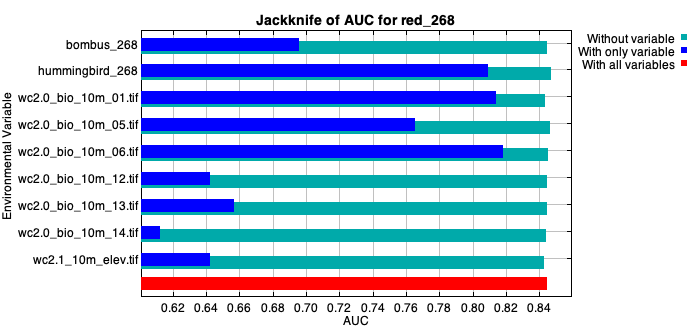 Jackknife of AUC for red_268
Without variable
With only variable
With all variables
Environmental Variable
bombus_268
hummingbird_268
wc2.0_bio_10m_01.tif
wc2.0_bio_10m_05.tif
wc2.0_bio_10m_06.tif
wc2.0_bio_10m_12.tif
wc2.0_bio_10m_13.tif
wc2.0_bio_10m_14.tif
wc2.1_10m_elev.tif
0.62 0.64 0.66 0.68 0.70 0.72 0.74 0.76 0.78 0.80 0.82 0.84
AUC